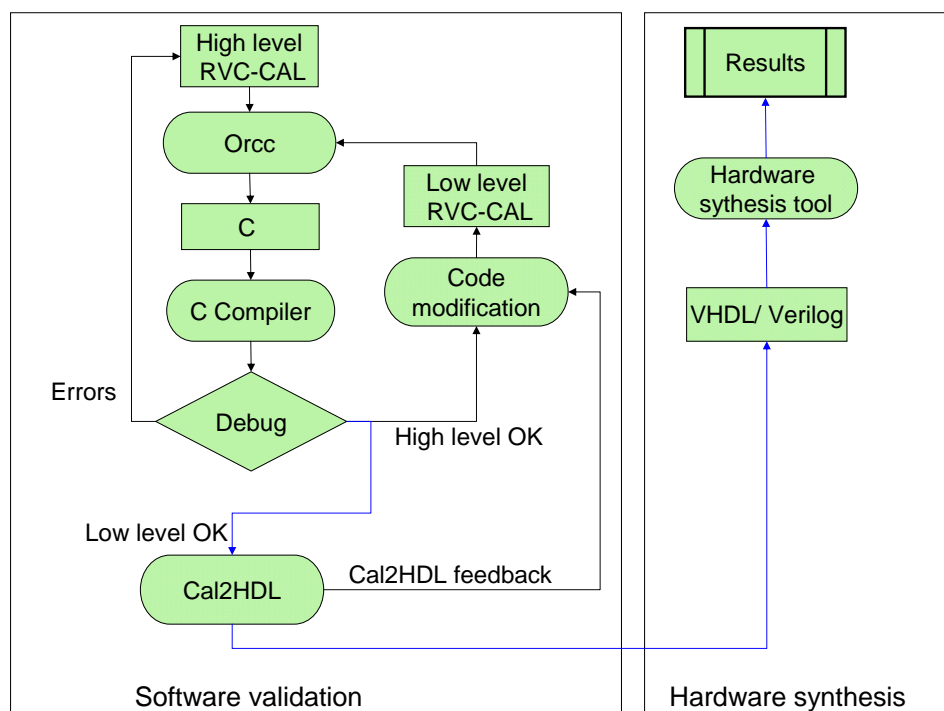 High level
RVC-CAL
Orcc
C
C Compiler
Debug
Errors
High level OK
Low level
RVC-CAL
Code
modification
Low level OK
Cal2HDL
Cal2HDL feedback
Software validation
Results
Hardware
sythesis tool
VHDL/ Verilog
Hardware synthesis